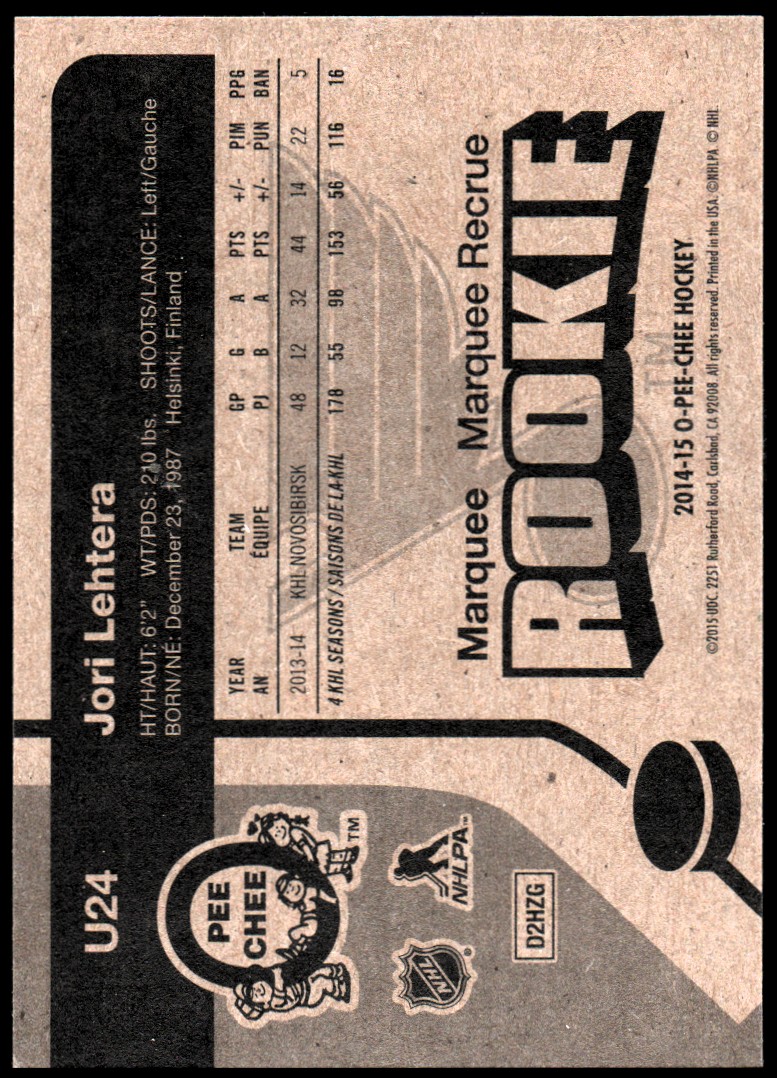 U24
Jori Lehtera
HT/HAUT: 6'2" WT/PDS: 210 lbs. SHOOTS/LANCE: Left/Gauche
BORN/NÉ: December 23, 1987 Helsinki, Finland
YEAR TEAM GP G A PTS +/- PIM PPG
AN ÉQUIPE PJ B A PTS +/- PUN BAN
2013-14 KHL NOVOSIBIRSK 48 12 32 44 14 22 5
4 KHL SEASONS / SAISONS DE LA KHL 178 55 98 153 56 116 16
O
PEE
CHEE
TM
NHLPA™
NHL
®
D2HZG
Marquee Marquee Recrue
ROOKIE
TM
2014-15 O-PEE-CHEE HOCKEY
©2015 UDC. 2251 Rutherford Road, Carlsbad, CA 92008. All rights reserved. Printed in the USA. ©NHLPA. © NHL.